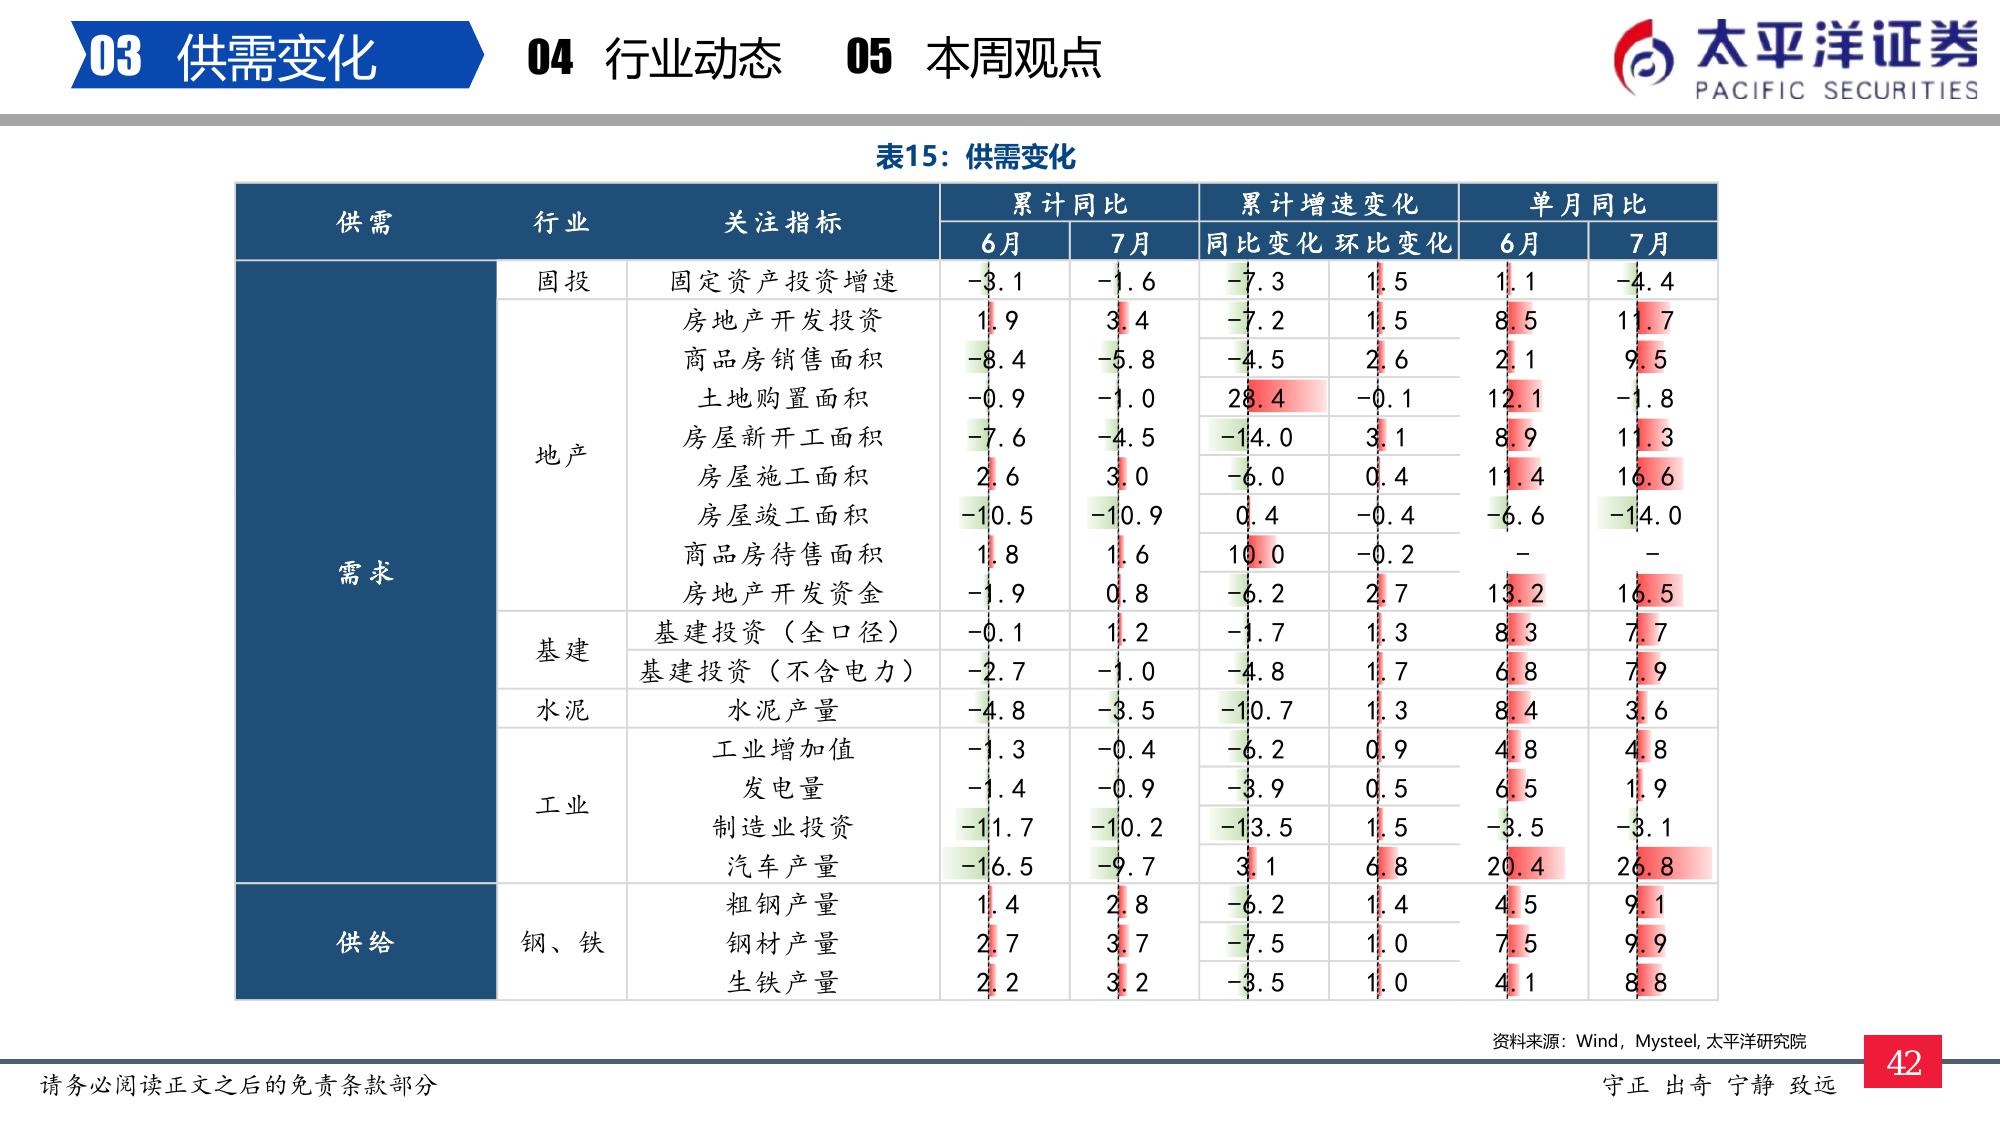 03 供需变化 04 行业动态 05 本周观点
太平洋证券
PACIFIC SECURITIES
表15：供需变化
供需 行业 关注指标 累计同比 累计增速变化 单月同比
6月 7月 同比变化 环比变化 6月 7月
需求
固投 固定资产投资增速 -3.1 -1.6 -7.3 1.5 1.1 -4.4
地产
房地产开发投资 1.9 3.4 -7.2 1.5 8.5 11.7
商品房销售面积 -8.4 -5.8 -4.5 2.6 2.1 9.5
土地购置面积 -0.9 -1.0 28.4 -0.1 12.1 -1.8
房屋新开工面积 -7.6 -4.5 -14.0 3.1 8.9 11.3
房屋施工面积 2.6 3.0 -6.0 0.4 11.4 16.6
房屋竣工面积 -10.5 -10.9 0.4 -0.4 -6.6 -14.0
商品房待售面积 1.8 1.6 10.0 -0.2 - -
房地产开发资金 -1.9 0.8 -6.2 2.7 13.2 16.5
基建
基建投资（全口径） -0.1 1.2 -1.7 1.3 8.3 7.7
基建投资（不含电力） -2.7 -1.0 -4.8 1.7 6.8 7.9
水泥 水泥产量 -4.8 -3.5 -10.7 1.3 8.4 3.6
工业
工业增加值 -1.3 -0.4 -6.2 0.9 4.8 4.8
发电量 -1.4 -0.9 -3.9 0.5 6.5 1.9
制造业投资 -11.7 -10.2 -13.5 1.5 -3.5 -3.1
汽车产量 -16.5 -9.7 3.1 6.8 20.4 26.8
供给
钢、铁
粗钢产量 1.4 2.8 -6.2 1.4 4.5 9.1
钢材产量 2.7 3.7 -7.5 1.0 7.5 9.9
生铁产量 2.2 3.2 -3.5 1.0 4.1 8.8
资料来源：Wind，Mysteel, 太平洋研究院
42
请务必阅读正文之后的免责条款部分
守正 出奇 宁静 致远